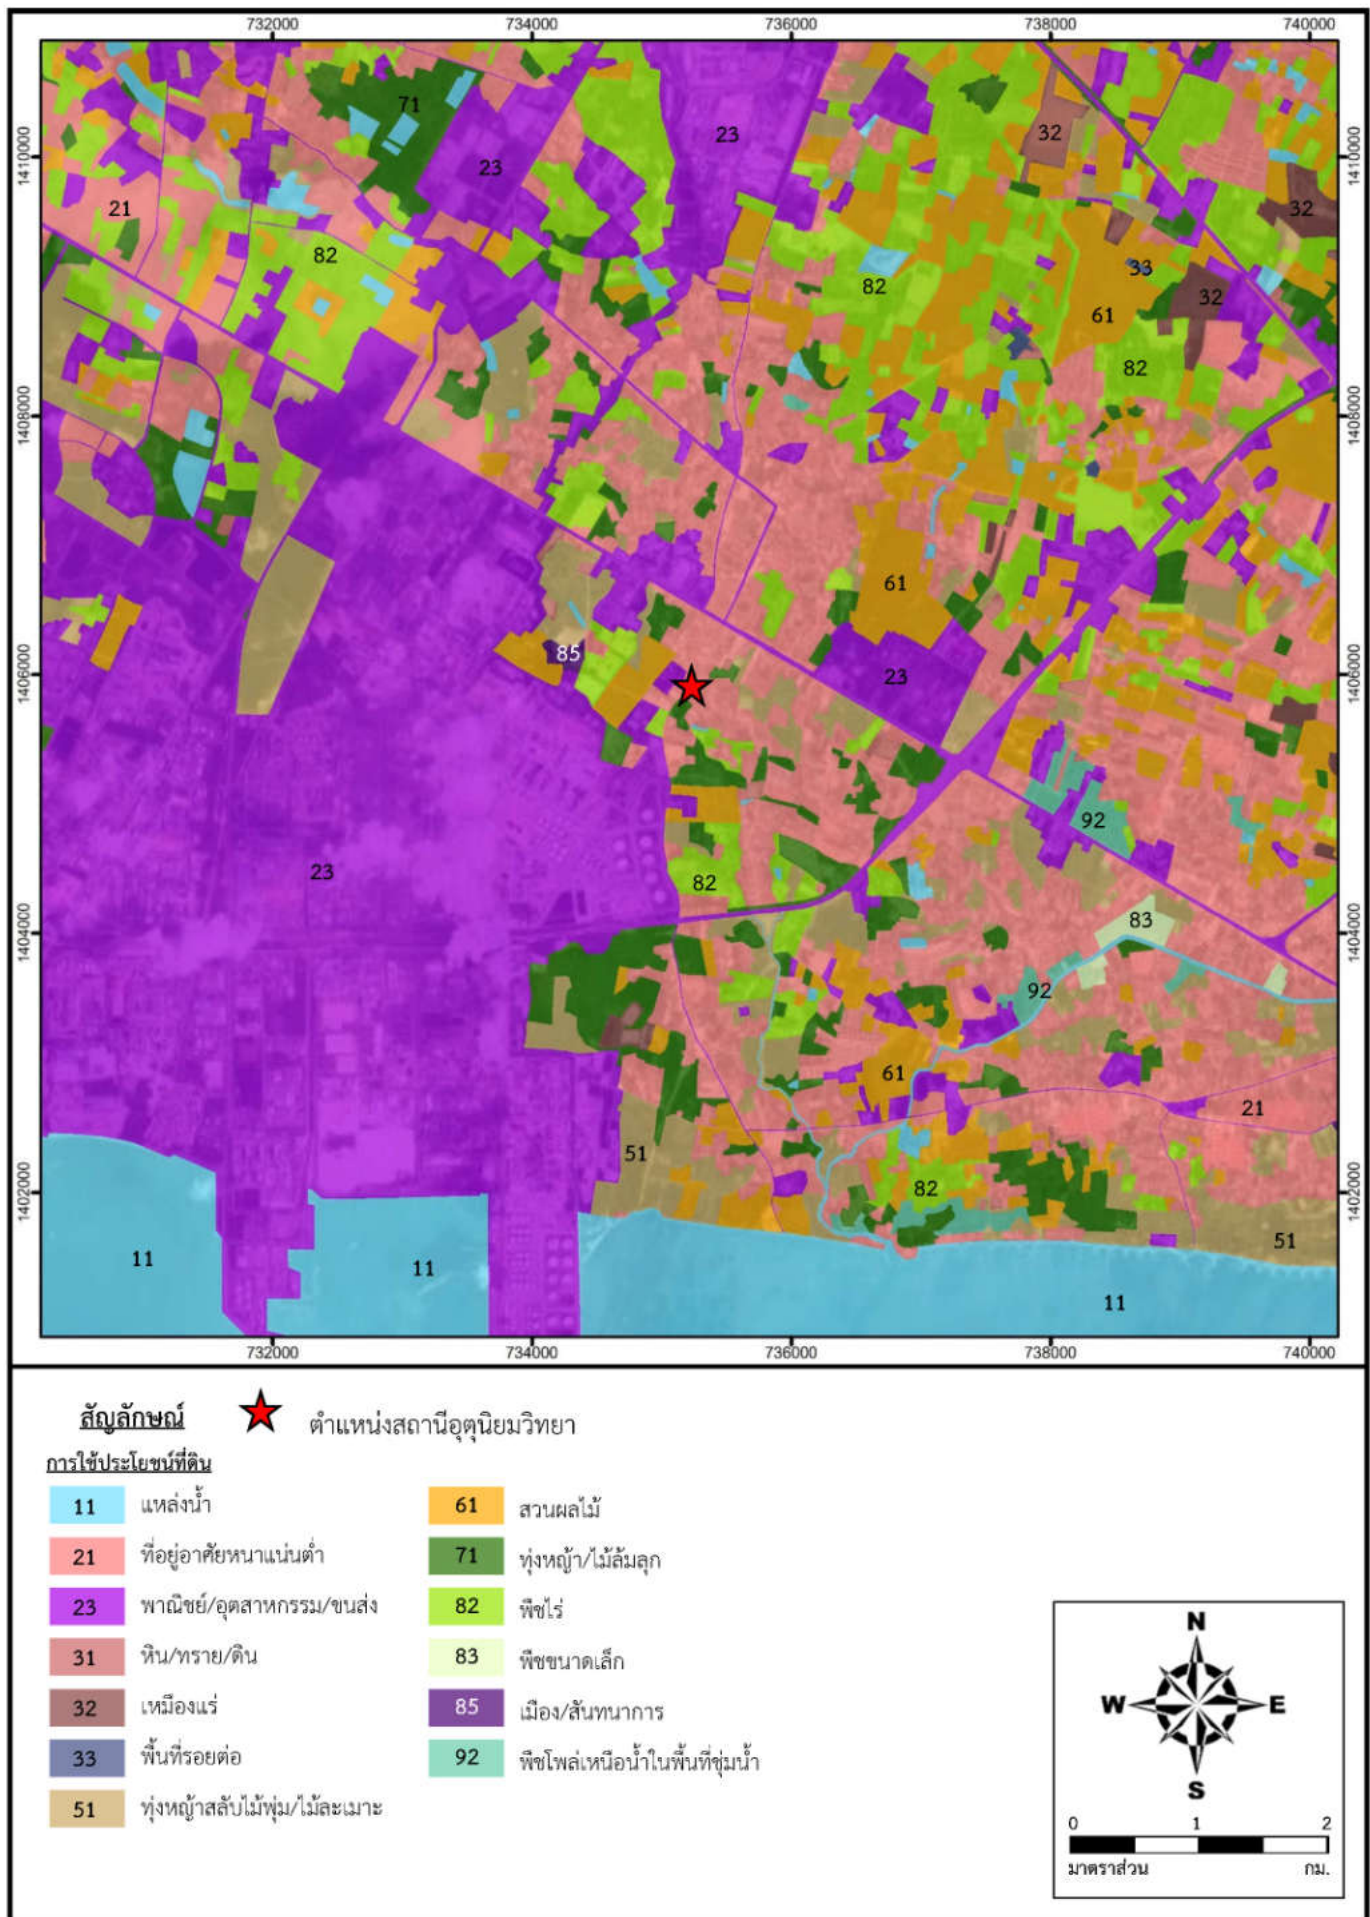 732000 734000 736000 738000 740000
1410000 1410000
1408000 1408000
1406000 1406000
1404000 1404000
1402000 1402000
71
23
23
32
21
32
82
33
82
32
61
82
61
85
23
92
23
82
83
92
61
21
51
82
51
11
11
11
732000 734000 736000 738000 740000
สัญลักษณ์ ตำแหน่งสถานีอุตุนิยมวิทยา
การใช้ประโยชน์ที่ดิน
11 แหล่งน้ำ
21 ที่อยู่อาศัยหนาแน่นต่ำ
23 พาณิชย์/อุตสาหกรรม/ขนส่ง
31 หิน/ทราย/ดิน
32 เหมืองแร่
33 พื้นที่รอยต่อ
51 ทุ่งหญ้าสลับไม้พุ่ม/ไม้ละเมาะ
61 สวนผลไม้
71 ทุ่งหญ้า/ไม้ล้มลุก
82 พืชไร่
83 พืชขนาดเล็ก
85 เมือง/สันทนาการ
92 พืชโผล่เหนือน้ำในพื้นที่ชุ่มน้ำ
N
W E
S
0 1 2
มาตราส่วน กม.